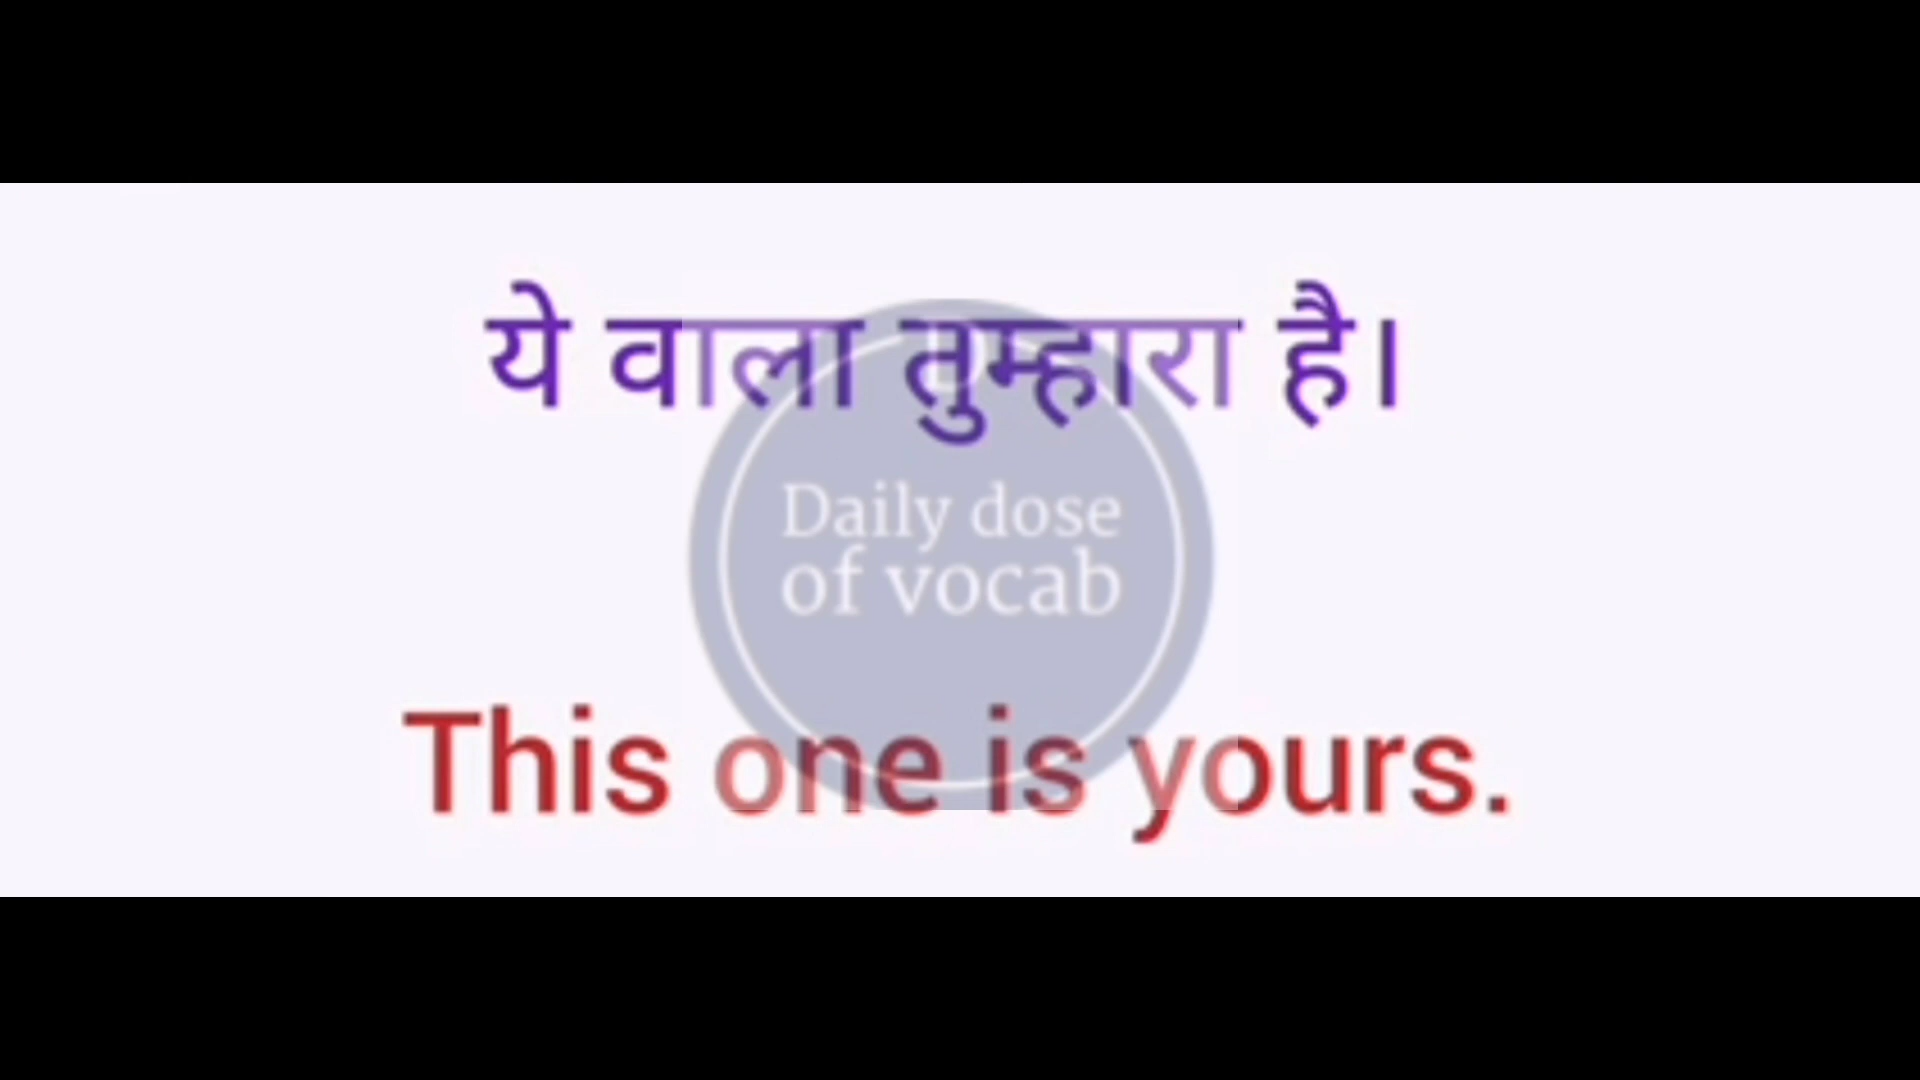 ये वाला तुम्हारा है।
Daily dose
of vocab
This one is yours.